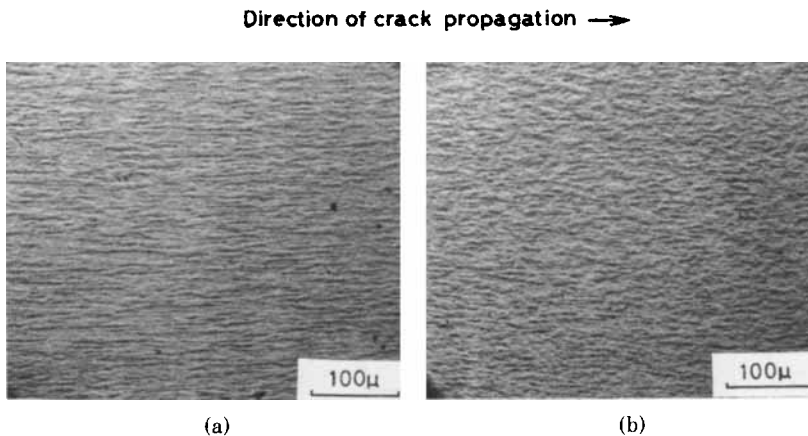 Direction of crack propagation →
100μ
100μ
(a)
(b)